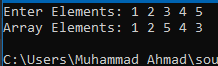 Enter Elements: 1 2 3 4 5
Array Elements: 1 2 5 4 3
C:\Users\Muhammad Ahmad\sou